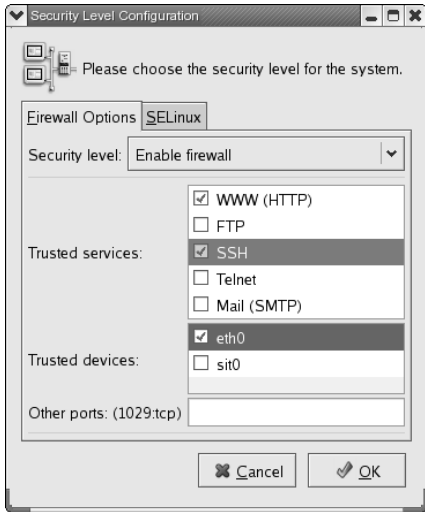 Security Level Configuration
Please choose the security level for the system.
Firewall Options SELinux
Security level: Enable firewall
WWW (HTTP)
FTP
Trusted services: SSH
Telnet
Mail (SMTP)
eth0
Trusted devices: sit0
Other ports: (1029:tcp)
Cancel OK